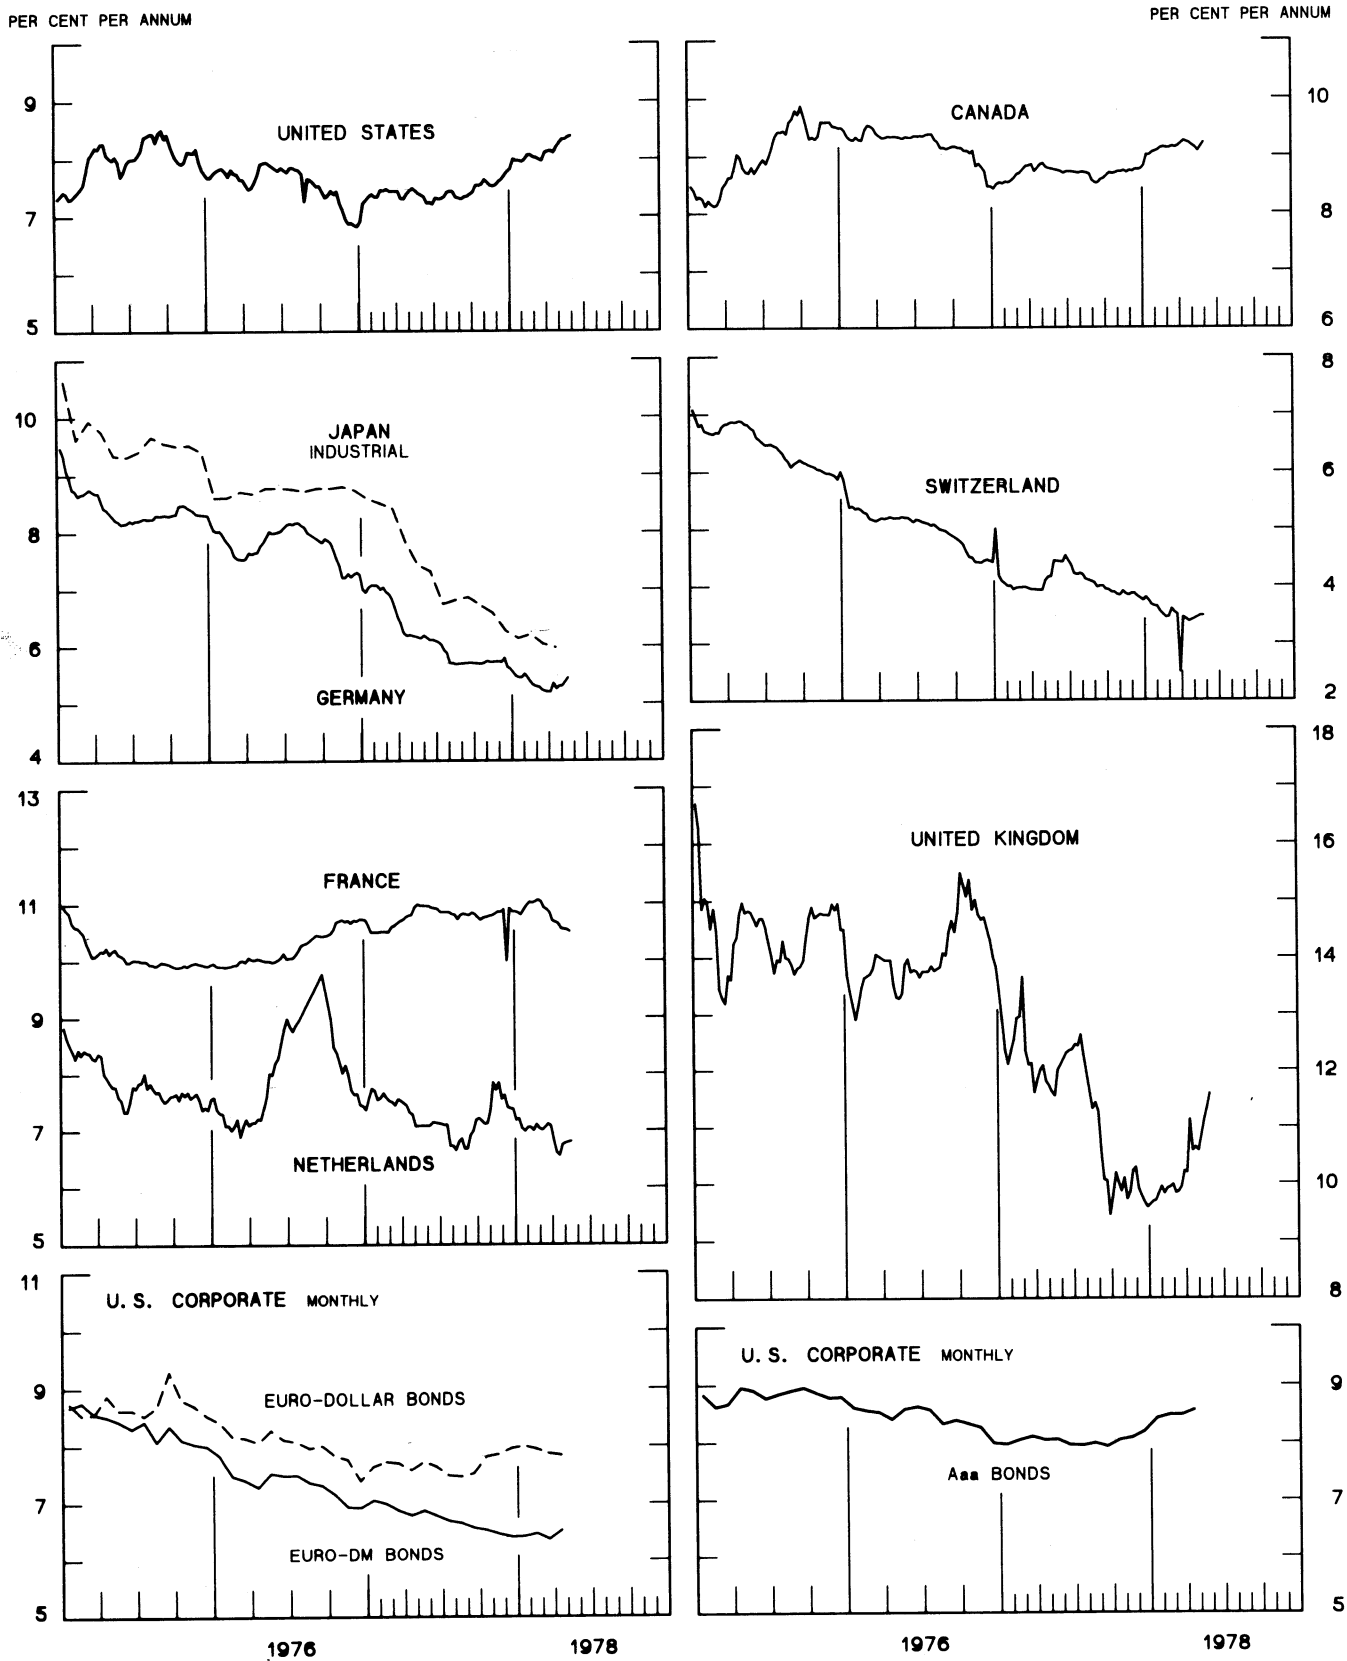 PER CENT PER ANNUM
PER CENT PER ANNUM
9
7
5
UNITED STATES
CANADA
10
8
6
10
8
6
4
JAPAN
INDUSTRIAL
GERMANY
SWITZERLAND
8
6
4
2
13
11
9
7
5
FRANCE
NETHERLANDS
UNITED KINGDOM
18
16
14
12
10
8
11
9
7
5
U.S. CORPORATE MONTHLY
EURO-DOLLAR BONDS
EURO-DM BONDS
U.S. CORPORATE MONTHLY
Aaa BONDS
9
7
5
1976
1978
1976
1978